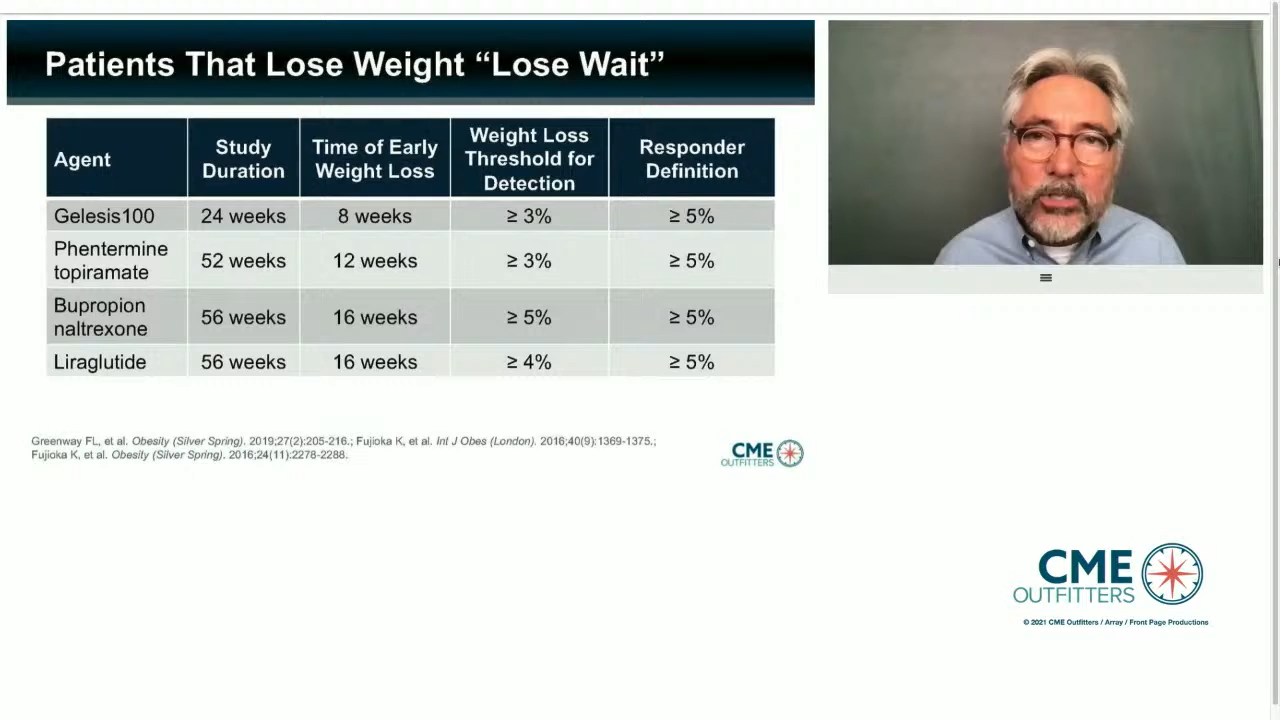 Patients That Lose Weight “Lose Wait”
Agent
Study
Duration
Time of Early
Weight Loss
Weight Loss
Threshold for
Detection
Responder
Definition
Gelesis100 24 weeks 8 weeks ≥ 3% ≥ 5%
Phentermine
topiramate
52 weeks 12 weeks ≥ 3% ≥ 5%
Bupropion
naltrexone
56 weeks 16 weeks ≥ 5% ≥ 5%
Liraglutide 56 weeks 16 weeks ≥ 4% ≥ 5%
Greenway FL, et al. Obesity (Silver Spring). 2019;27(2):205-216.; Fujioka K, et al. Int J Obes (London). 2016;40(9):1369-1375.;
Fujioka K, et al. Obesity (Silver Spring). 2016;24(11):2278-2288.
CME
OUTFITTERS
CME
OUTFITTERS
© 2021 CME Outfitters / Array / Front Page Productions